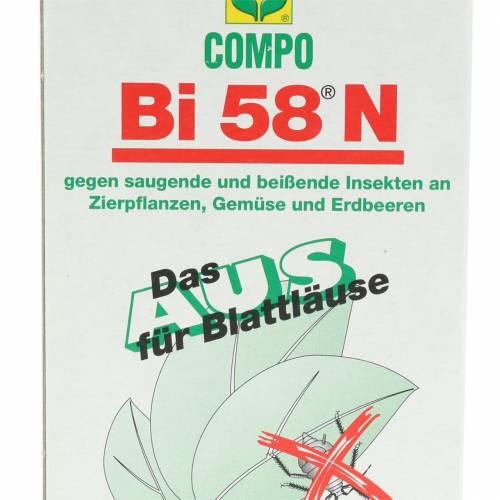 COMPO
Bi 58® N
gegen saugende und beißende Insekten an
Zierpflanzen, Gemüse und Erdbeeren
Das
AUS
für Blattläuse